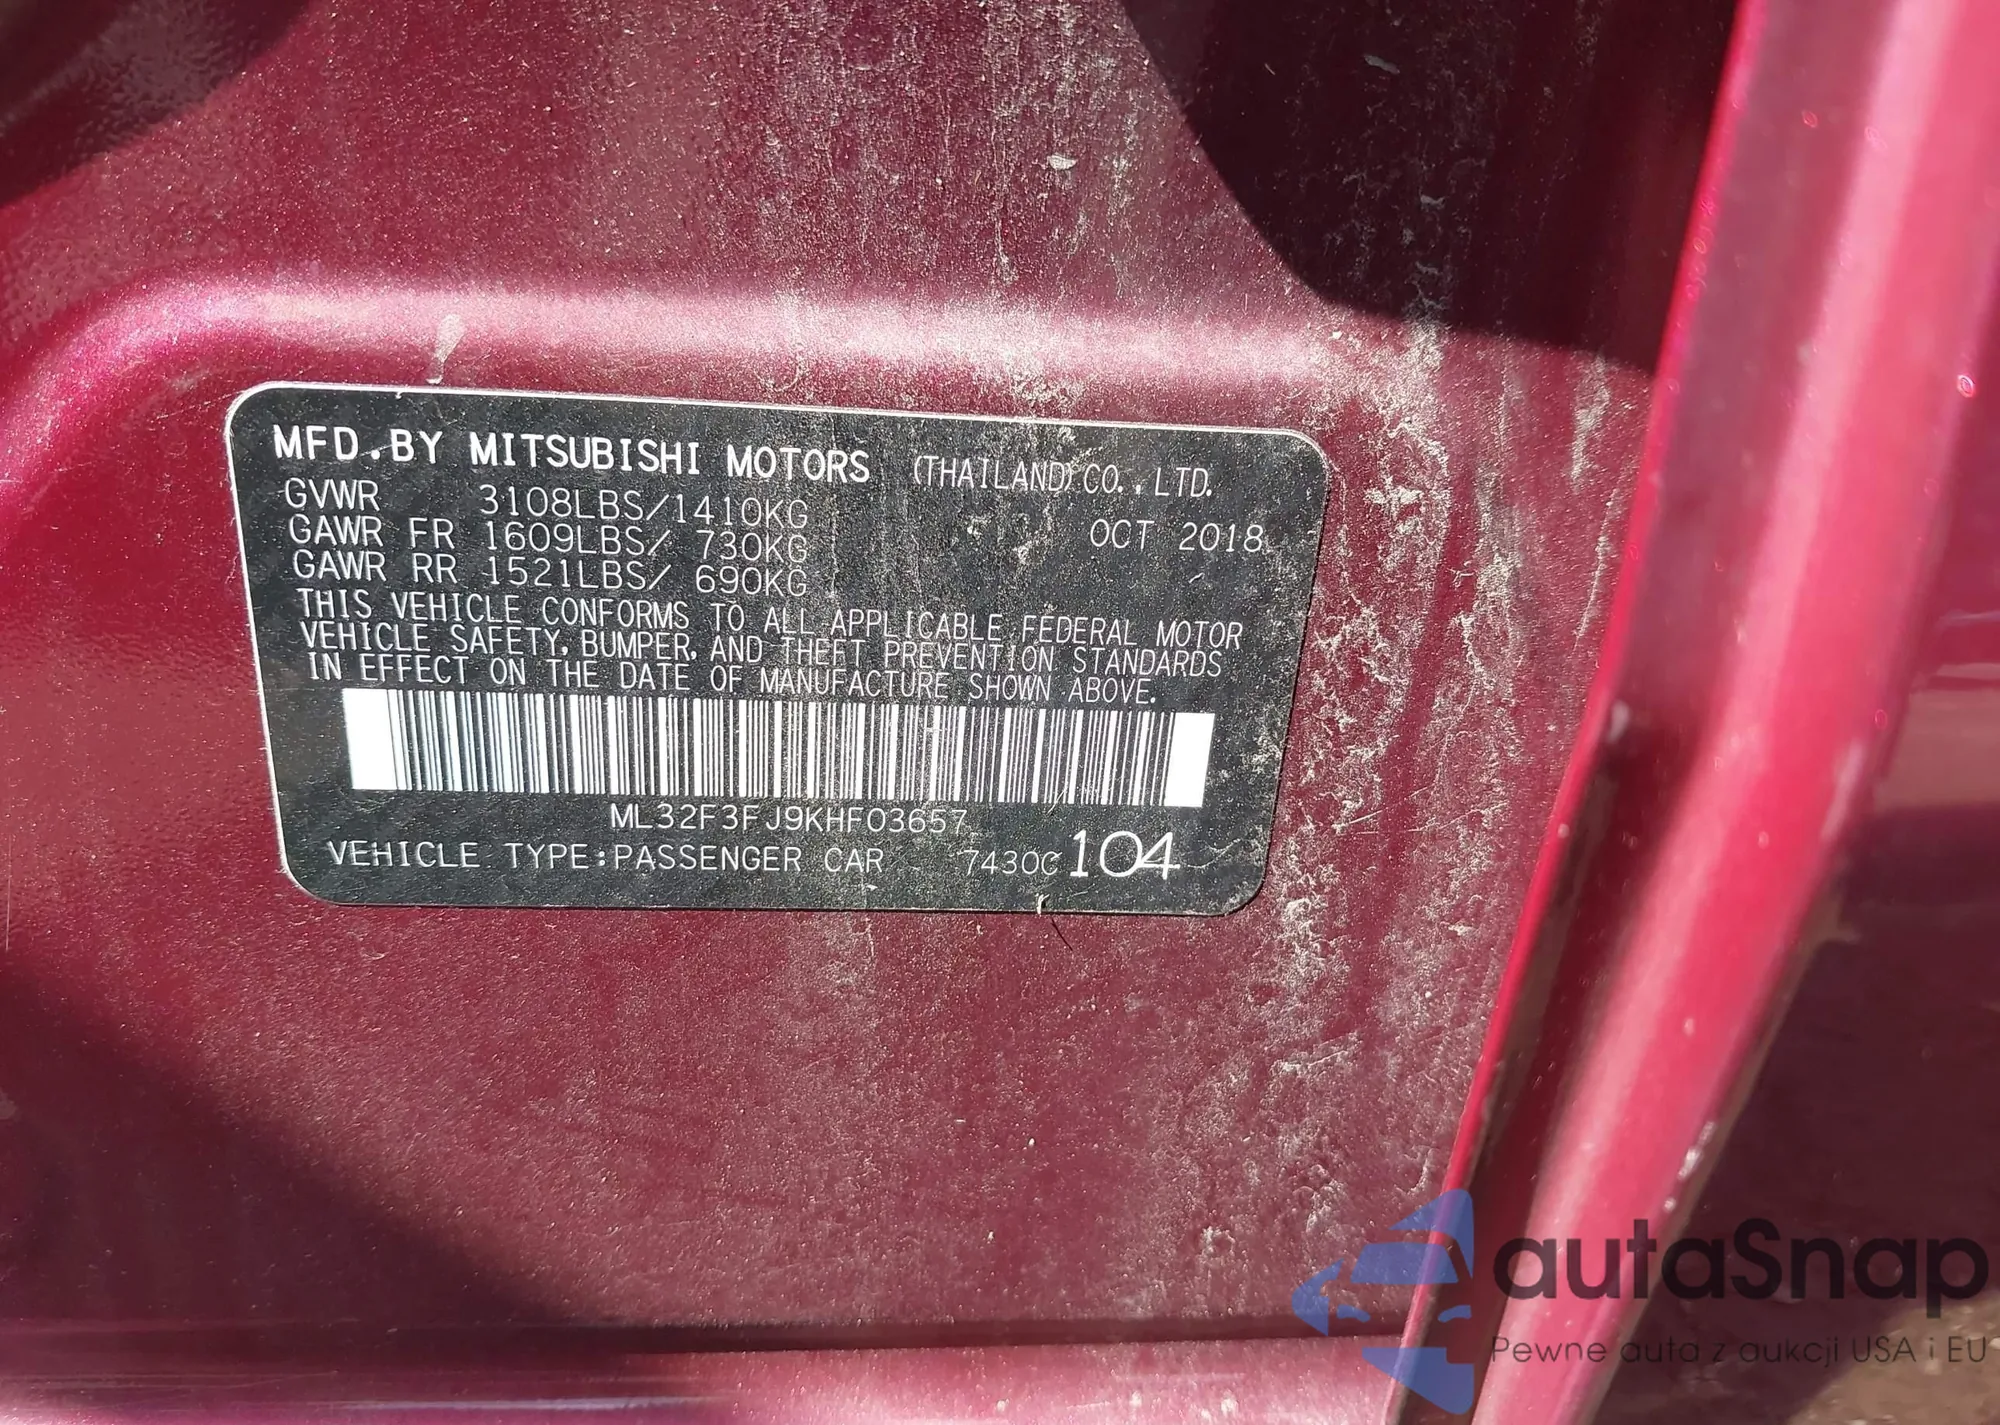 MFD.BY MITSUBISHI MOTORS (THAILAND) CO., LTD.
GVWR 3108LBS/1410KG OCT 2018
GAWR FR 1609LBS/ 730KG
GAWR RR 1521LBS/ 690KG
THIS VEHICLE CONFORMS TO ALL APPLICABLE FEDERAL MOTOR
VEHICLE SAFETY, BUMPER, AND THEFT PREVENTION STANDARDS
IN EFFECT ON THE DATE OF MANUFACTURE SHOWN ABOVE.
ML32F3FJ9KHF03657
VEHICLE TYPE:PASSENGER CAR 7430C 104
autaSnap
Pewne auta z aukcji USA i EU